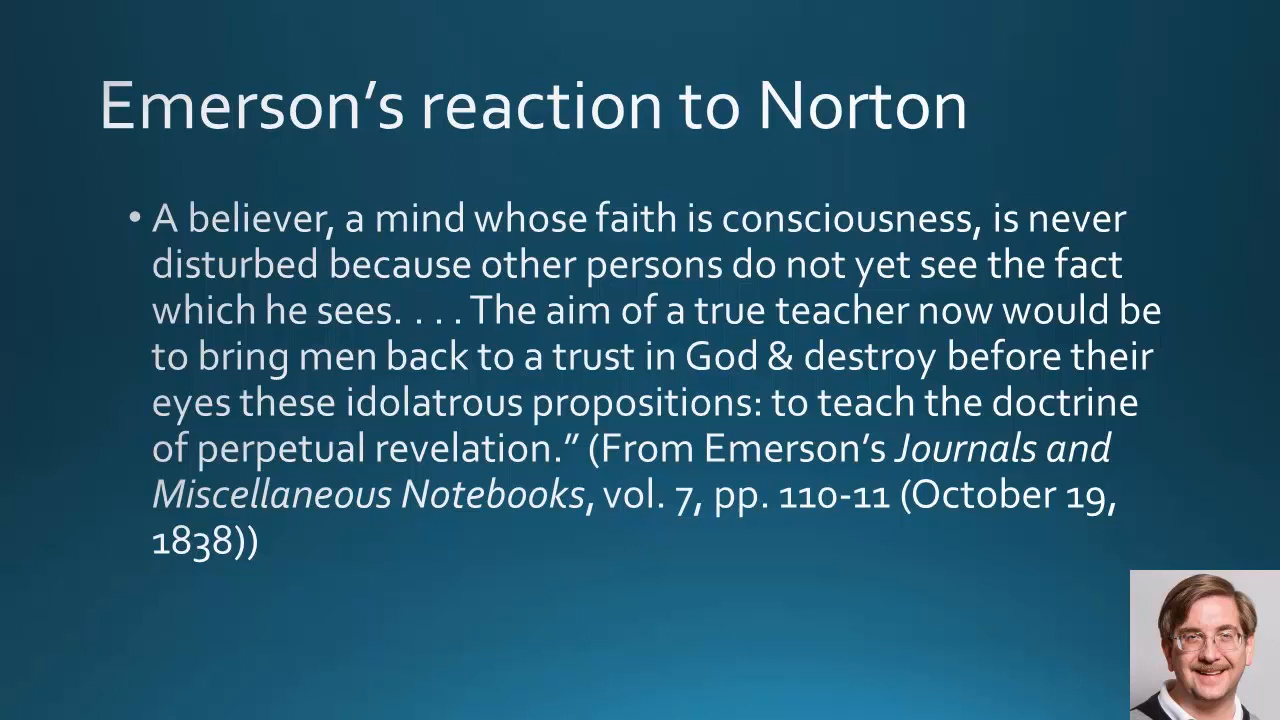 Emerson’s reaction to Norton
• A believer, a mind whose faith is consciousness, is never
disturbed because other persons do not yet see the fact
which he sees. . . . The aim of a true teacher now would be
to bring men back to a trust in God & destroy before their
eyes these idolatrous propositions: to teach the doctrine
of perpetual revelation.” (From Emerson’s Journals and
Miscellaneous Notebooks, vol. 7, pp. 110-11 (October 19,
1838))